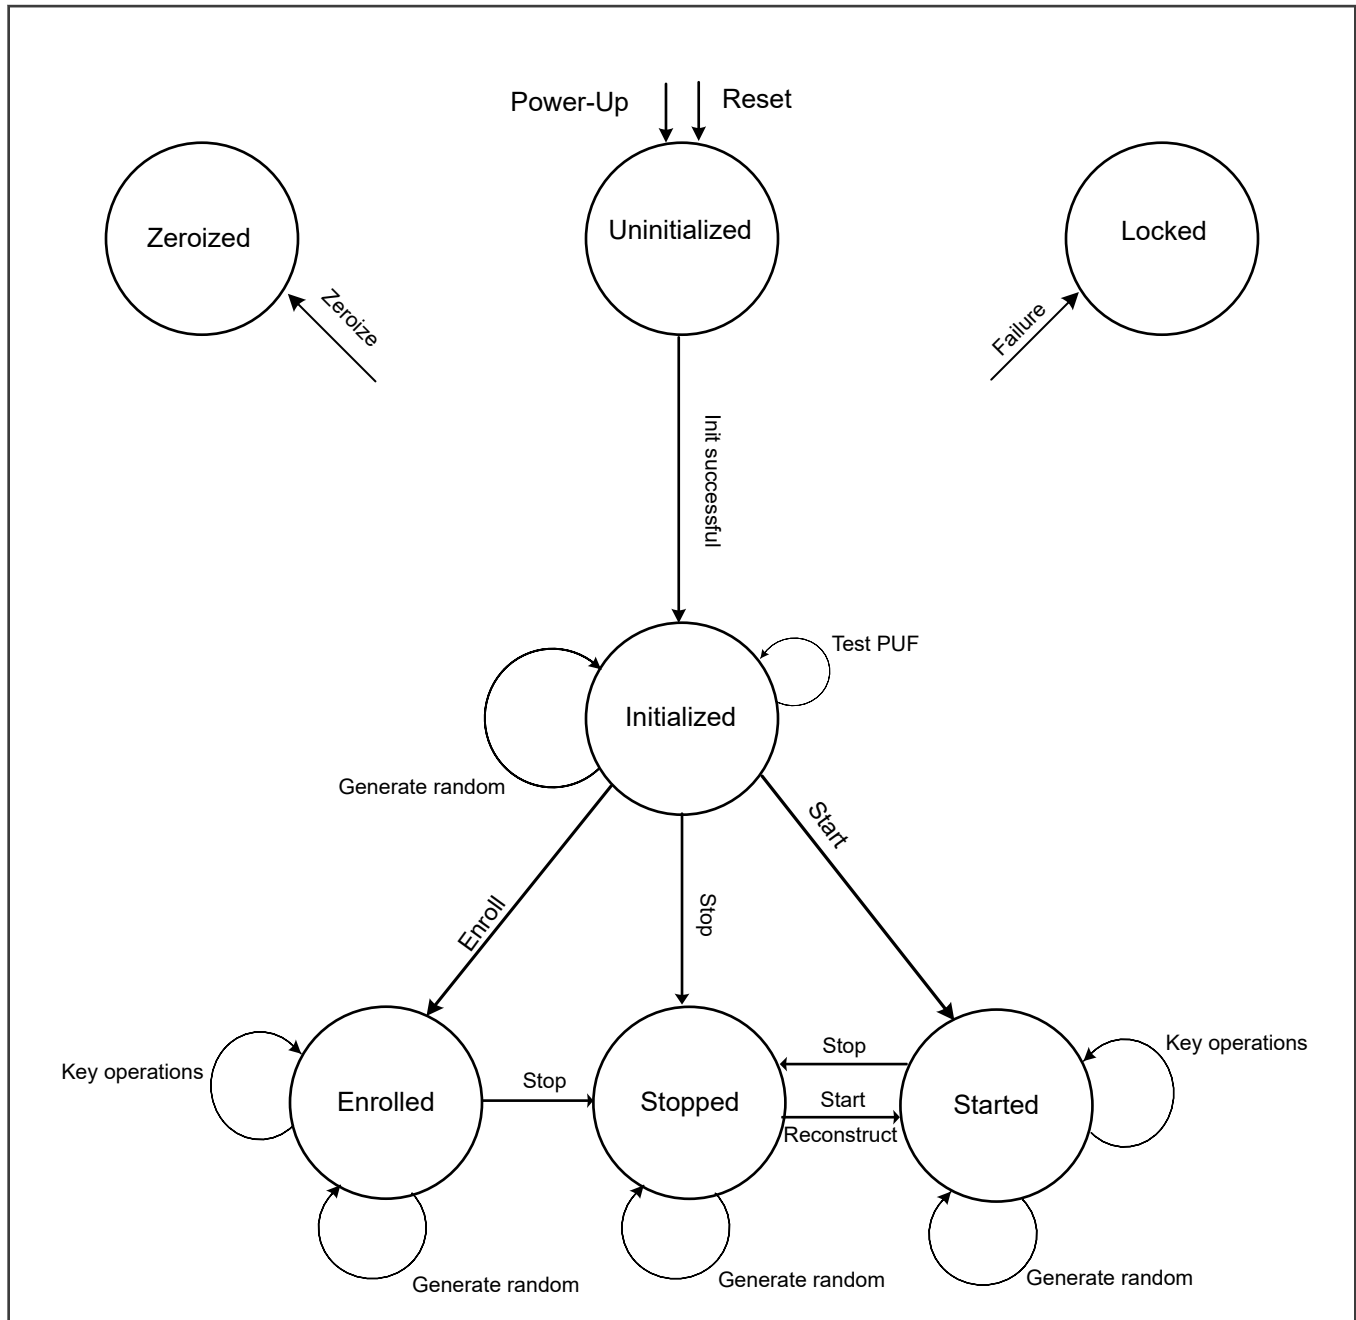 Power-Up
Reset
Zeroized
Uninitialized
Locked
Zeroize
Failure
Init successful
Test PUF
Initialized
Generate random
Start
Enroll
Stop
Key operations
Enrolled
Stop
Stopped
Stop
Start
Reconstruct
Started
Key operations
Generate random
Generate random
Generate random